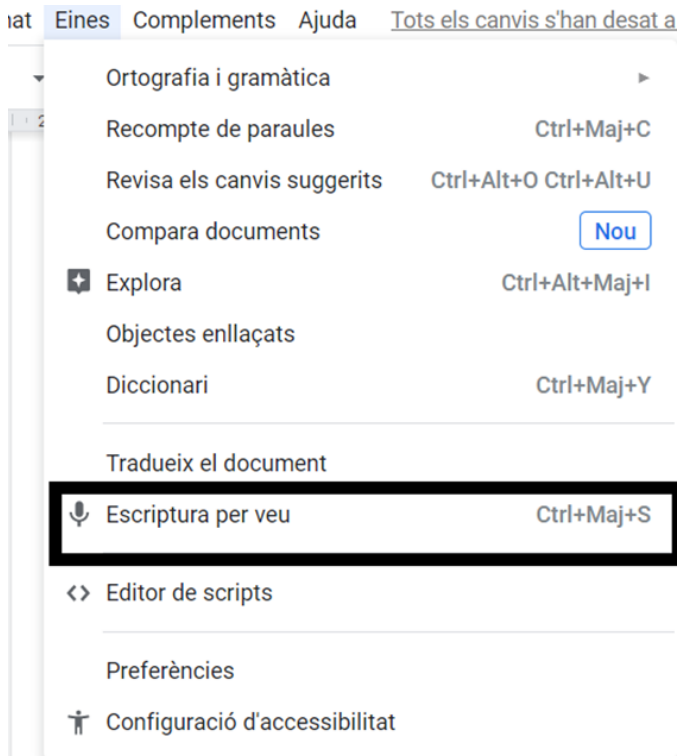 Eines Complements Ajuda Tots els canvis s'han desat
Ortografia i gramàtica
Recompte de paraules Ctrl+Maj+C
Revisa els canvis suggerits Ctrl+Alt+O Ctrl+Alt+U
Compara documents Nou
Explora Ctrl+Alt+Maj+I
Objectes enllaçats
Diccionari Ctrl+Maj+Y
Tradueix el document
Escriptura per veu Ctrl+Maj+S
Editor de scripts
Preferències
Configuració d'accessibilitat